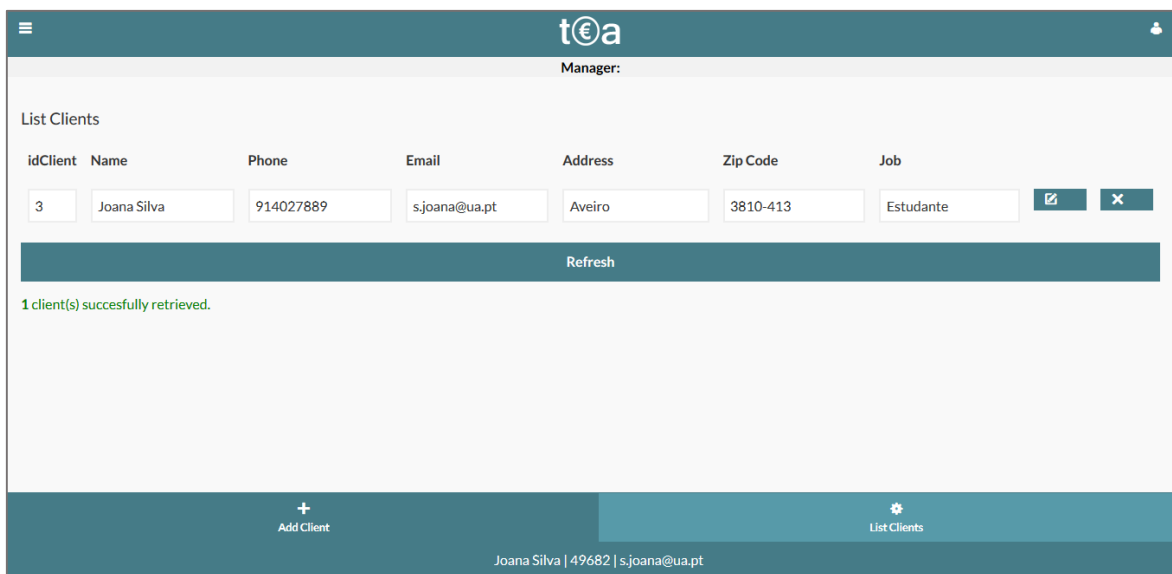 t€a
Manager:
List Clients
idClient Name Phone Email Address Zip Code Job
3 Joana Silva 914027889 s.joana@ua.pt Aveiro 3810-413 Estudante
Refresh
1 client(s) succesfully retrieved.
Add Client List Clients
Joana Silva | 49682 | s.joana@ua.pt